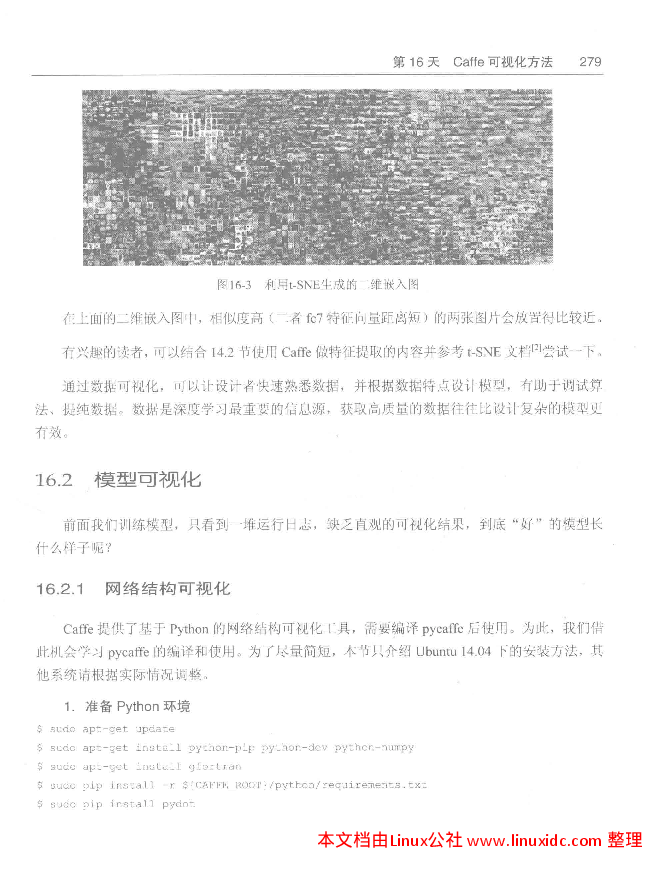 第 16 天 Caffe 可视化方法 279
图16-3 利用t-SNE生成的二维嵌入图
在上面的二维嵌入图中，相似度高（二者 fc7 特征向量距离短）的两张图片会放置得比较近。
有兴趣的读者，可以结合 14.2 节使用 Caffe 做特征提取的内容并参考 t-SNE 文档[2]尝试一下。
通过数据可视化，可以让设计者快速熟悉数据，并根据数据特点设计模型，有助于调试算
法、提纯数据。数据是深度学习最重要的信息源，获取高质量的数据往往比设计复杂的模型更
有效。
16.2 模型可视化
前面我们训练模型，只看到一堆运行日志，缺乏直观的可视化结果，到底“好”的模型长
什么样子呢？
16.2.1 网络结构可视化
Caffe 提供了基于 Python 的网络结构可视化工具，需要编译 pycaffe 后使用。为此，我们借
此机会学习 pycaffe 的编译和使用。为了尽量简短，本节只介绍 Ubuntu 14.04 下的安装方法，其
他系统请根据实际情况调整。
1. 准备 Python 环境
$ sudo apt-get update
$ sudo apt-get install python-pip python-dev python-numpy
$ sudo apt-get install gfortran
$ sudo pip install -r ${CAFFE_ROOT}/python/requirements.txt
$ sudo pip install pydot
本文档由Linux公社 www.linuxidc.com 整理